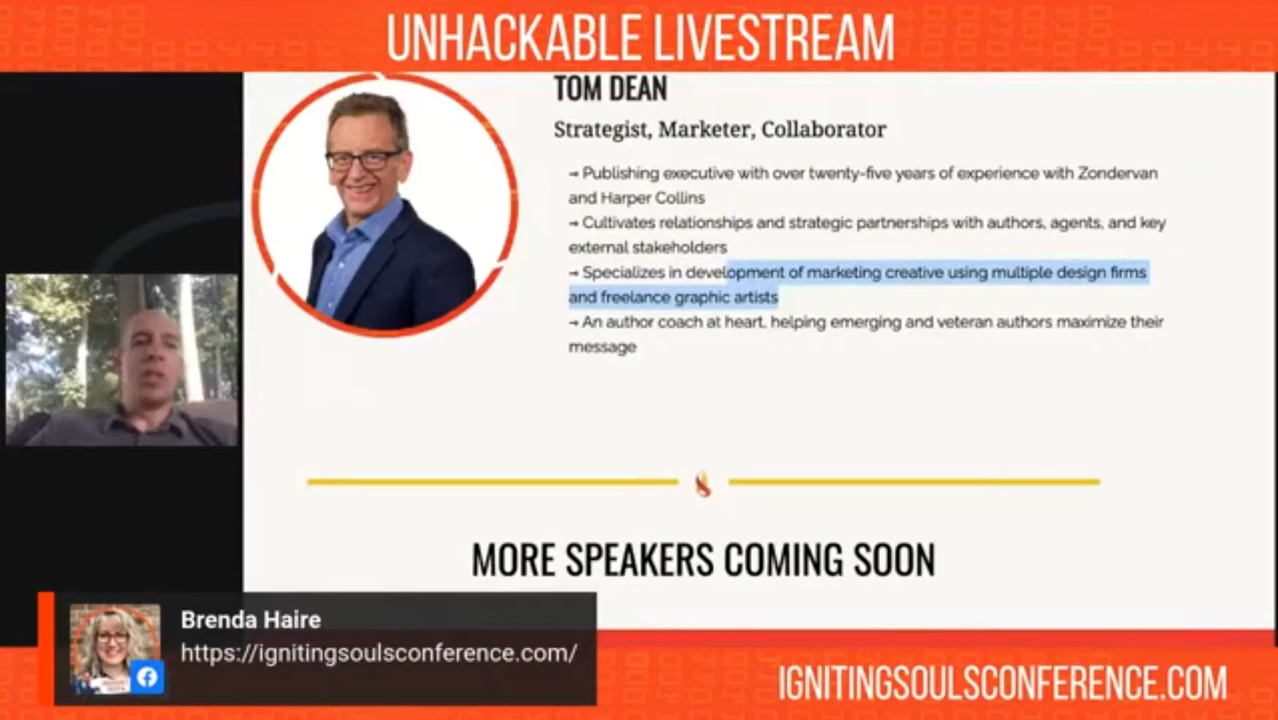 UNHACKABLE LIVESTREAM
TOM DEAN
Strategist, Marketer, Collaborator
→ Publishing executive with over twenty-five years of experience with Zondervan
and Harper Collins
→ Cultivates relationships and strategic partnerships with authors, agents, and key
external stakeholders
→ Specializes in development of marketing creative using multiple design firms
and freelance graphic artists
→ An author coach at heart, helping emerging and veteran authors maximize their
message
MORE SPEAKERS COMING SOON
Brenda Haire
https://ignitingsoulsconference.com/
IGNITINGSOULSCONFERENCE.COM